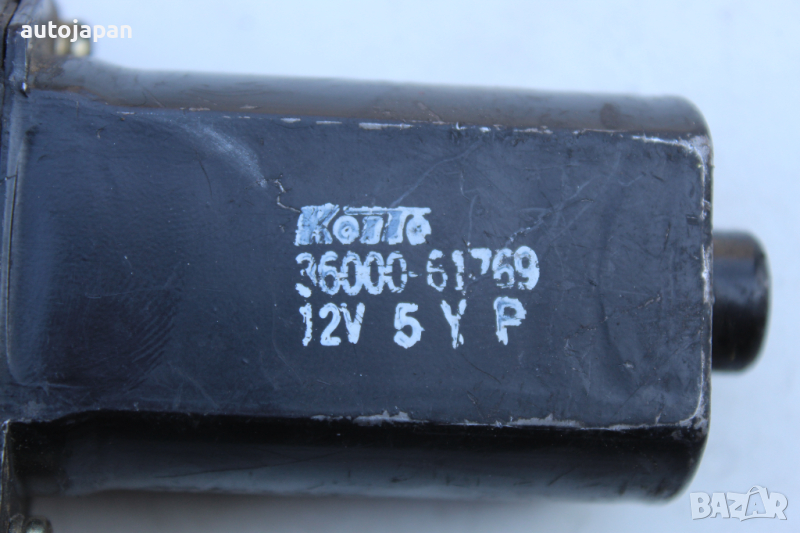 autojapan
Koito
36000-61769
12V 5 Y P
BAZAR